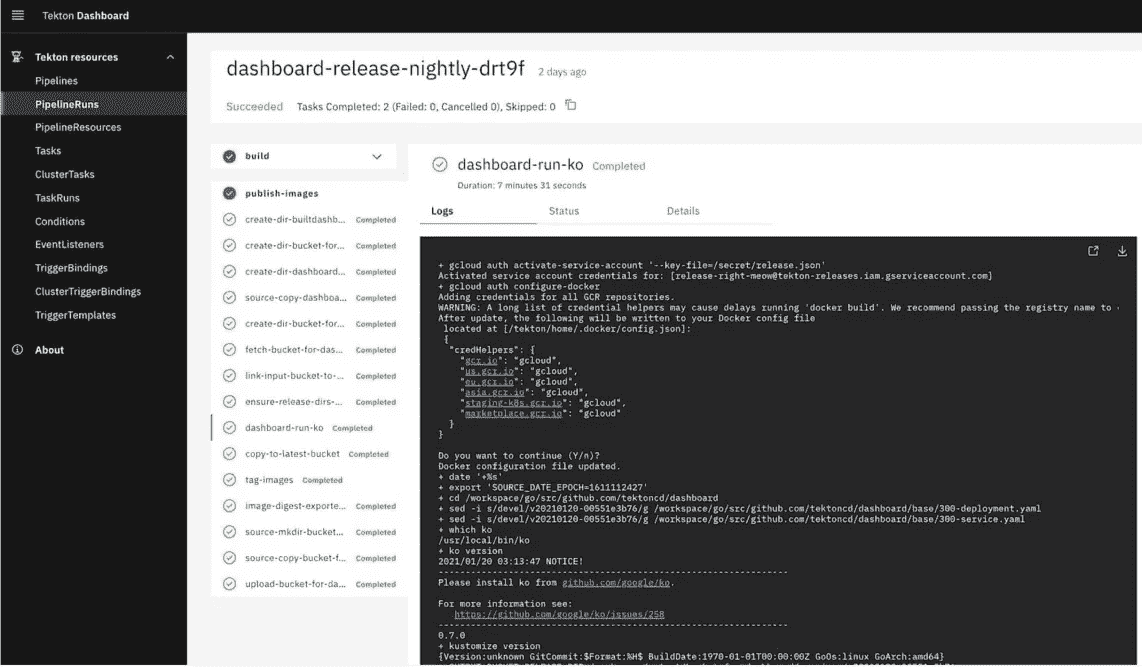 Tekton Dashboard
Tekton resources
Pipelines
PipelineRuns
PipelineResources
Tasks
ClusterTasks
TaskRuns
Conditions
EventListeners
TriggerBindings
ClusterTriggerBindings
TriggerTemplates
About
dashboard-release-nightly-drt9f 2 days ago
Succeeded Tasks Completed: 2 (Failed: 0, Cancelled 0), Skipped: 0
build
publish-images
create-dir-builtdashb... Completed
create-dir-bucket-for... Completed
create-dir-dashboard... Completed
source-copy-dashboa... Completed
create-dir-bucket-for... Completed
fetch-bucket-for-das... Completed
link-input-bucket-to-... Completed
ensure-release-dirs-... Completed
dashboard-run-ko Completed
copy-to-latest-bucket Completed
tag-images Completed
image-digest-exporte... Completed
source-mkdir-bucket... Completed
source-copy-bucket-f... Completed
upload-bucket-for-da... Completed
dashboard-run-ko Completed
Duration: 7 minutes 31 seconds
Logs Status Details
+ gcloud auth activate-service-account '--key-file=/secret/release.json'
Activated service account credentials for: [release-right-meow@tekton-releases.iam.gserviceaccount.com]
+ gcloud auth configure-docker
Adding credentials for all GCR repositories.
WARNING: A long list of credential helpers may cause delays running 'docker build'. We recommend passing the registry name to
After update, the following will be written to your Docker config file
located at [/tekton/home/.docker/config.json]:
{
"credHelpers": {
"gcr.io": "gcloud",
"us.gcr.io": "gcloud",
"eu.gcr.io": "gcloud",
"asia.gcr.io": "gcloud",
"staging-k8s.gcr.io": "gcloud",
"marketplace.gcr.io": "gcloud"
}
}
Do you want to continue (Y/n)?
Docker configuration file updated.
+ date '+%s'
+ export 'SOURCE_DATE_EPOCH=1611112427'
+ cd /workspace/go/src/github.com/tektoncd/dashboard
+ sed -i s/devel/v20210120-00551e3b76/g /workspace/go/src/github.com/tektoncd/dashboard/base/300-deployment.yaml
+ sed -i s/devel/v20210120-00551e3b76/g /workspace/go/src/github.com/tektoncd/dashboard/base/300-service.yaml
+ which ko
/usr/local/bin/ko
+ ko version
2021/01/20 03:13:47 NOTICE!
-----------------------------------------------------------------
Please install ko from github.com/google/ko.
For more information see:
https://github.com/google/ko/issues/258
-----------------------------------------------------------------
0.7.0
+ kustomize version
{Version:unknown GitCommit:$Format:%H$ BuildDate:1970-01-01T00:00:00Z GoOs:linux GoArch:amd64}